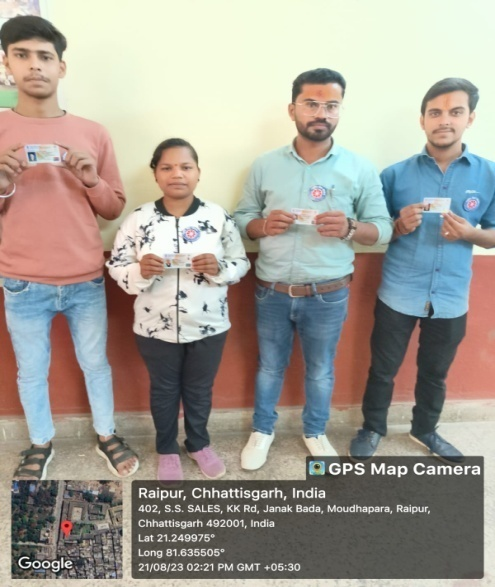 GPS Map Camera
Raipur, Chhattisgarh, India
402, S.S. SALES, KK Rd, Janak Bada, Moudhapara, Raipur,
Chhattisgarh 492001, India
Lat 21.249975°
Long 81.635505°
21/08/23 02:21 PM GMT +05:30
Google